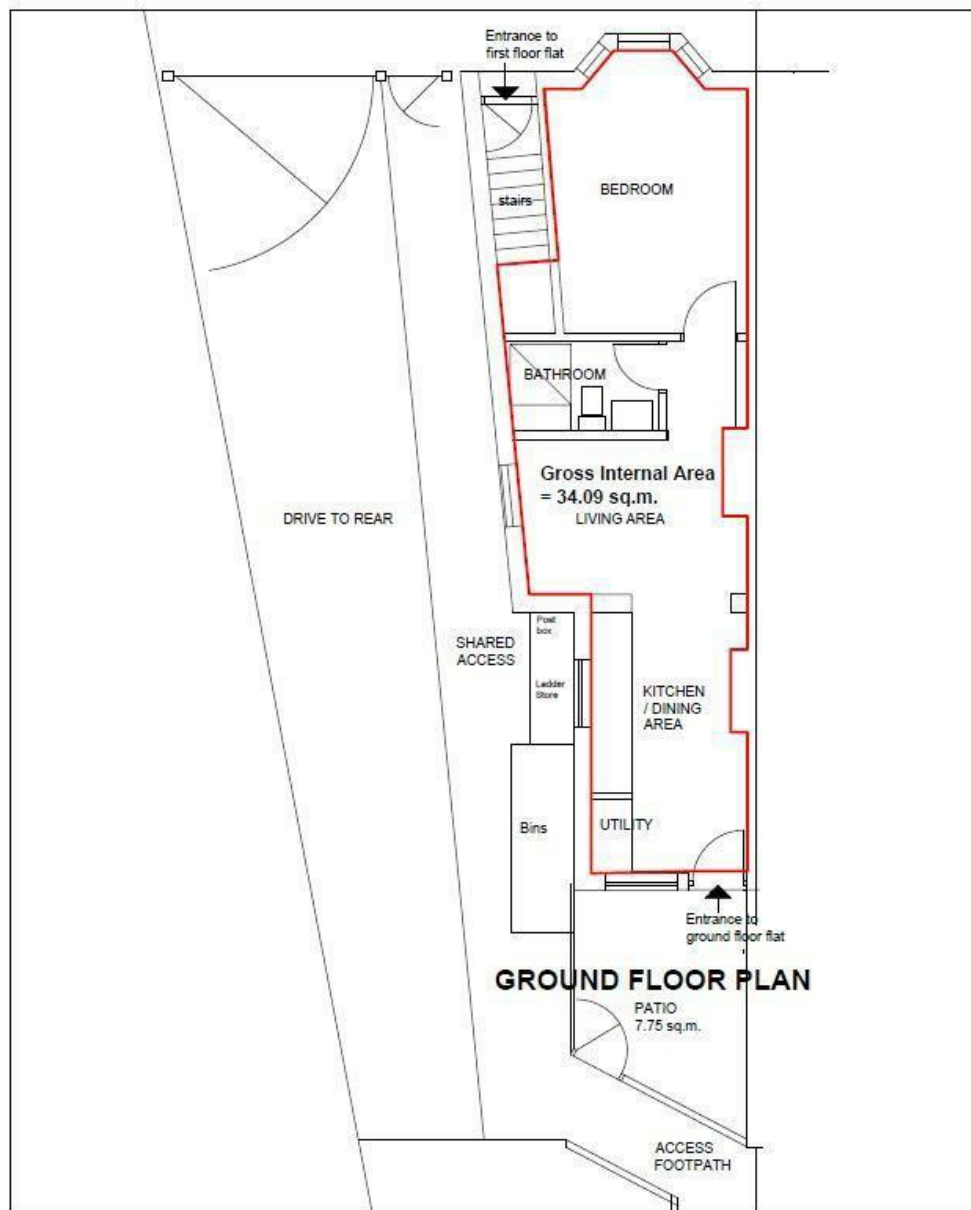 Entrance to
first floor flat
BEDROOM
stairs
BATHROOM
Gross Internal Area
= 34.09 sq.m.
DRIVE TO REAR
LIVING AREA
Post
box
SHARED
ACCESS
Ladder
Store
KITCHEN
/ DINING
AREA
Bins
UTILITY
Entrance to
ground floor flat
GROUND FLOOR PLAN
PATIO
7.75 sq.m.
ACCESS
FOOTPATH